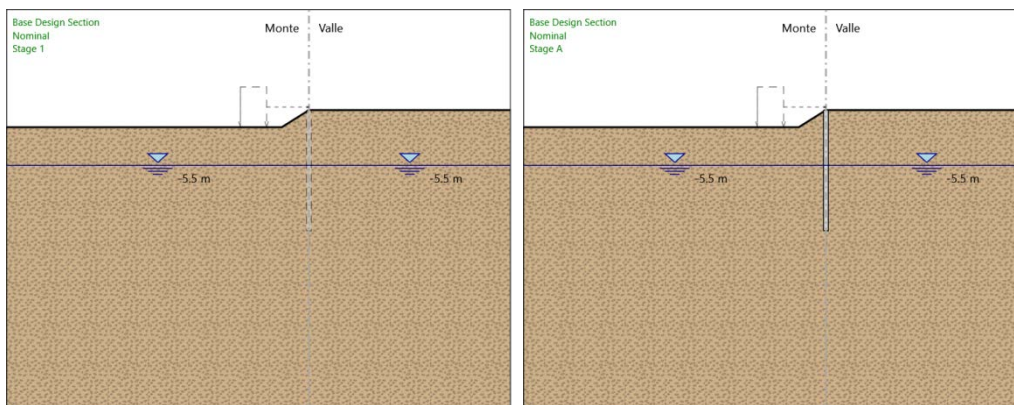 Base Design Section
Nominal
Stage 1
Monte
Valle
-5.5 m
-5.5 m
Base Design Section
Nominal
Stage A
Monte
Valle
-5.5 m
-5.5 m